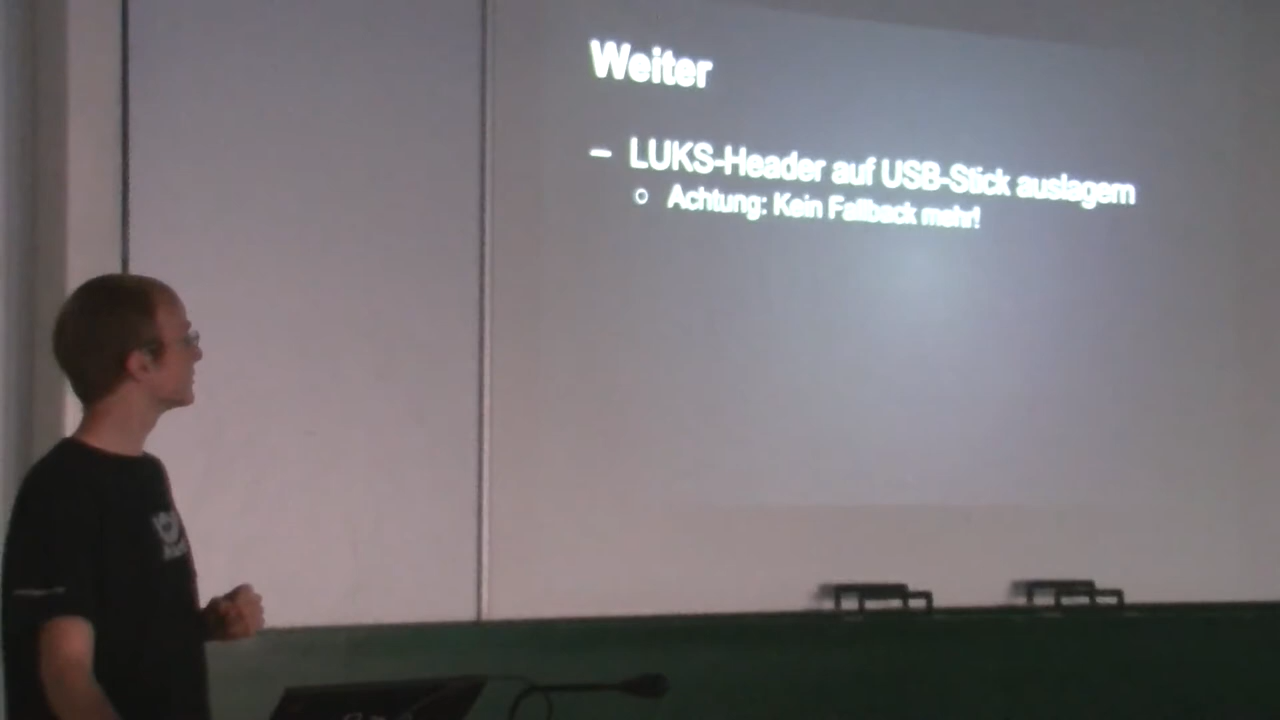 Weiter
– LUKS-Header auf USB-Stick auslagern
○ Achtung: Kein Fallback mehr!